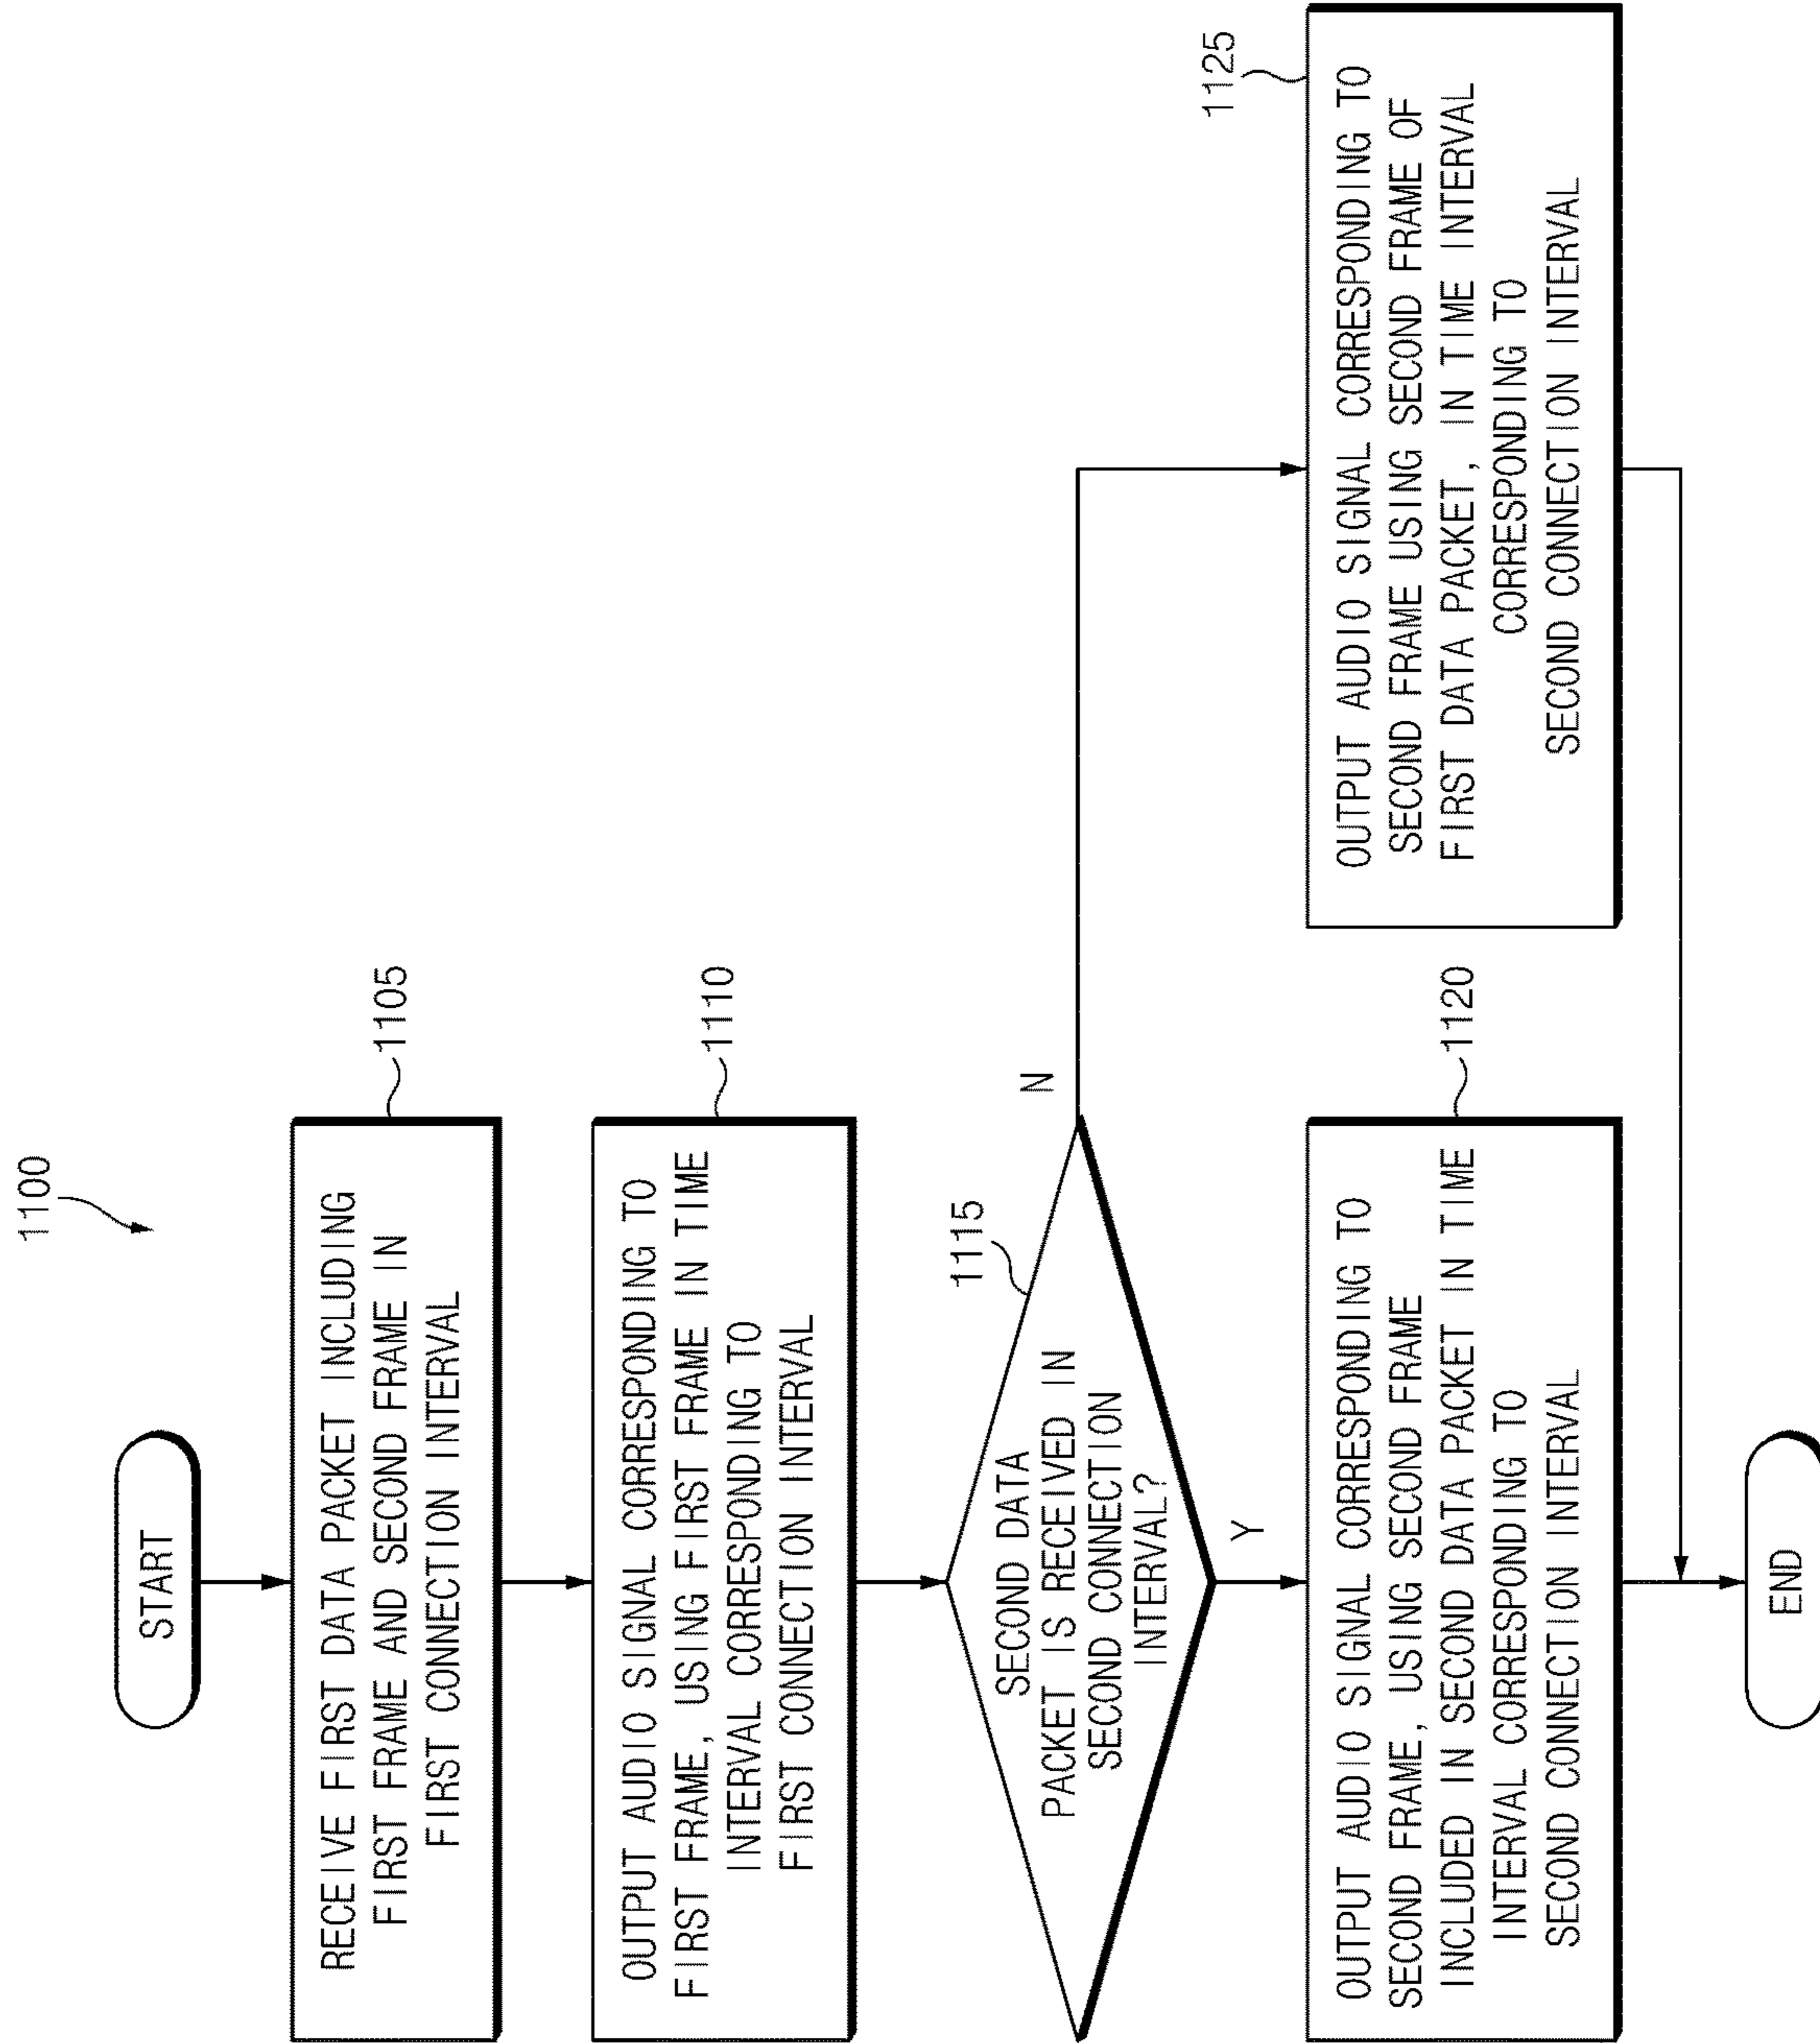 1100
START
RECEIVE FIRST DATA PACKET INCLUDING
FIRST FRAME AND SECOND FRAME IN
FIRST CONNECTION INTERVAL
1105
OUTPUT AUDIO SIGNAL CORRESPONDING TO
FIRST FRAME, USING FIRST FRAME IN TIME
INTERVAL CORRESPONDING TO
FIRST CONNECTION INTERVAL
1110
SECOND DATA
PACKET IS RECEIVED IN
SECOND CONNECTION
INTERVAL?
1115
N
Y
OUTPUT AUDIO SIGNAL CORRESPONDING TO
SECOND FRAME, USING SECOND FRAME
INCLUDED IN SECOND DATA PACKET IN TIME
INTERVAL CORRESPONDING TO
SECOND CONNECTION INTERVAL
1120
OUTPUT AUDIO SIGNAL CORRESPONDING TO
SECOND FRAME USING SECOND FRAME OF
FIRST DATA PACKET, IN TIME INTERVAL
CORRESPONDING TO
SECOND CONNECTION INTERVAL
1125
END